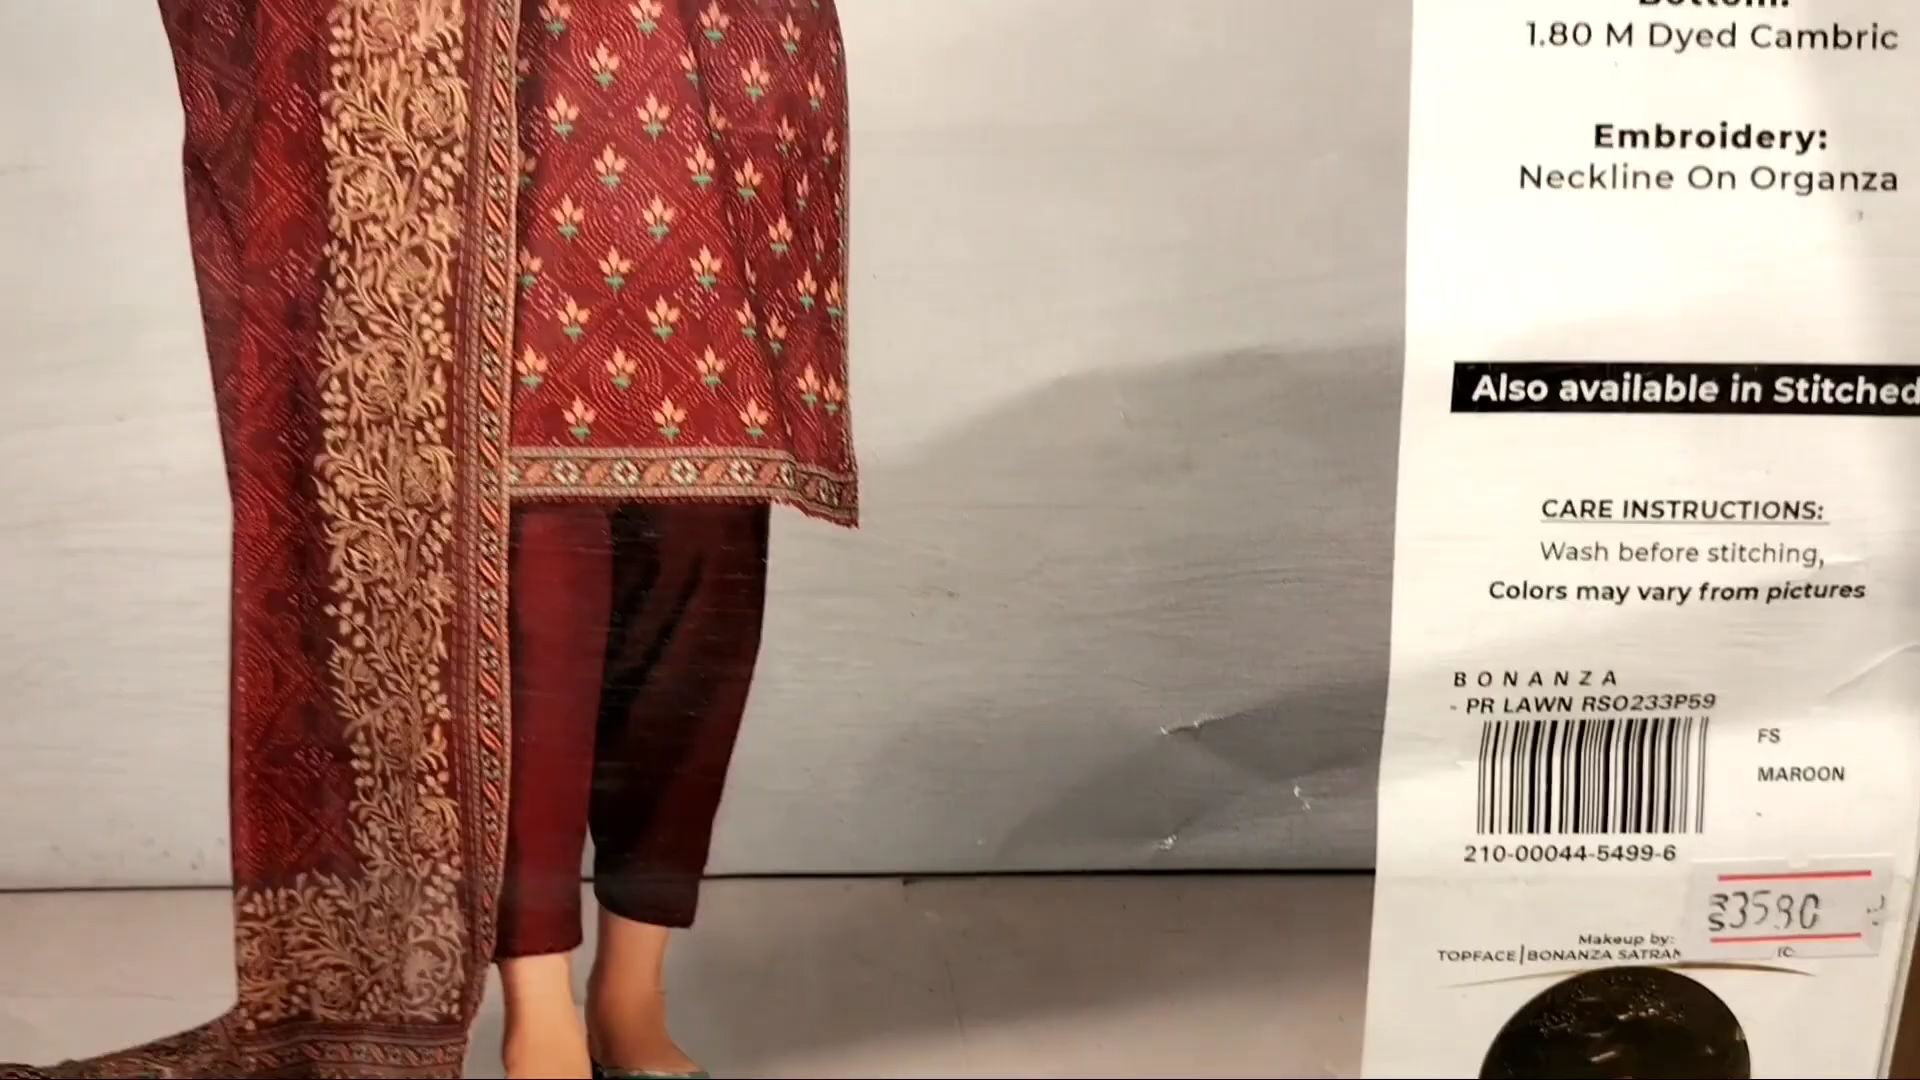 1.80 M Dyed Cambric
Embroidery:
Neckline On Organza
Also available in Stitched
CARE INSTRUCTIONS:
Wash before stitching,
Colors may vary from pictures
BONANZA
- PR LAWN RSO233P59
FS
MAROON
210-00044-5499-6
3590
Makeup by:
TOPFACE|BONANZA SATRAN